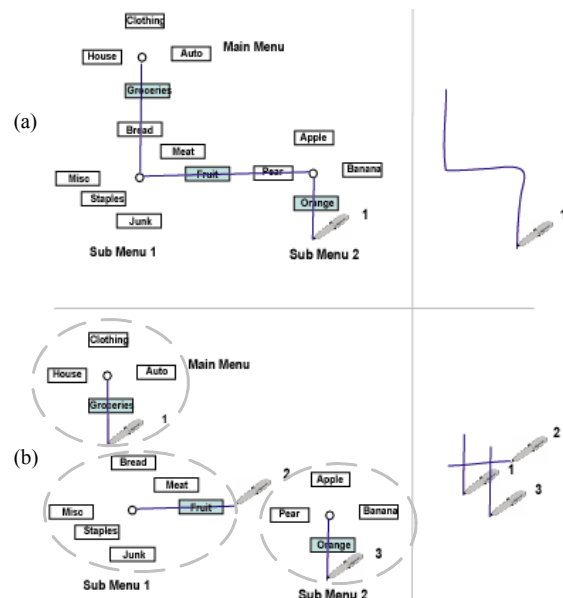 Clothing
House
Auto
Main Menu
Groceries
(a)
Bread
Meat
Apple
Misc
Fruit
Pear
Banana
Staples
Orange
Junk
1
1
Sub Menu 1
Sub Menu 2
Clothing
House
Auto
Main Menu
Groceries
1
(b)
Bread
Meat
2
Apple
Misc
Fruit
Pear
Banana
Staples
Orange
Junk
3
Sub Menu 1
Sub Menu 2
2
1
3